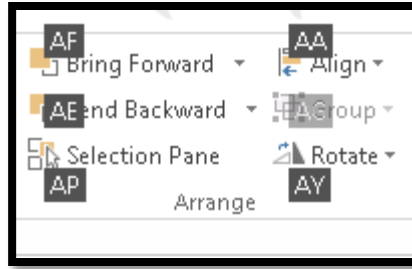 AF AA
Bring Forward Align
AE end Backward AG roup
Selection Pane Rotate
AP AY
Arrange